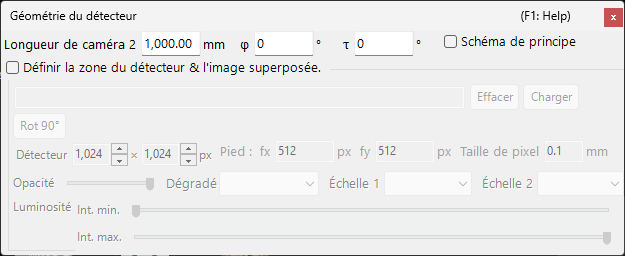 Géométrie du détecteur (F1: Help) x
Longueur de caméra 2 1,000.00 mm φ 0 ° τ 0 ° Schéma de principe
Définir la zone du détecteur & l'image superposée.
Effacer Charger
Rot 90°
Détecteur 1,024 × 1,024 px Pied : fx 512 px fy 512 px Taille de pixel 0.1 mm
Opacité Dégradé Échelle 1 Échelle 2
Luminosité Int. min.
Int. max.